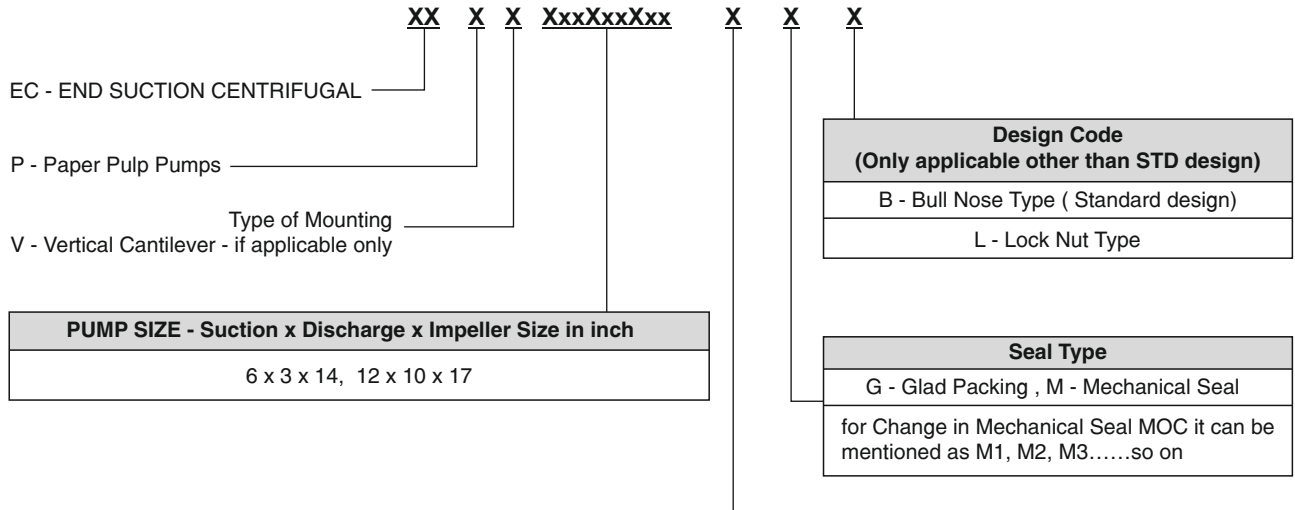 XX X X XxxXxxXxx X X X
EC - END SUCTION CENTRIFUGAL
P - Paper Pulp Pumps
Type of Mounting
V - Vertical Cantilever - if applicable only
PUMP SIZE - Suction x Discharge x Impeller Size in inch
6 x 3 x 14, 12 x 10 x 17
Design Code
(Only applicable other than STD design)
B - Bull Nose Type ( Standard design)
L - Lock Nut Type
Seal Type
G - Glad Packing , M - Mechanical Seal
for Change in Mechanical Seal MOC it can be
mentioned as M1, M2, M3......so on